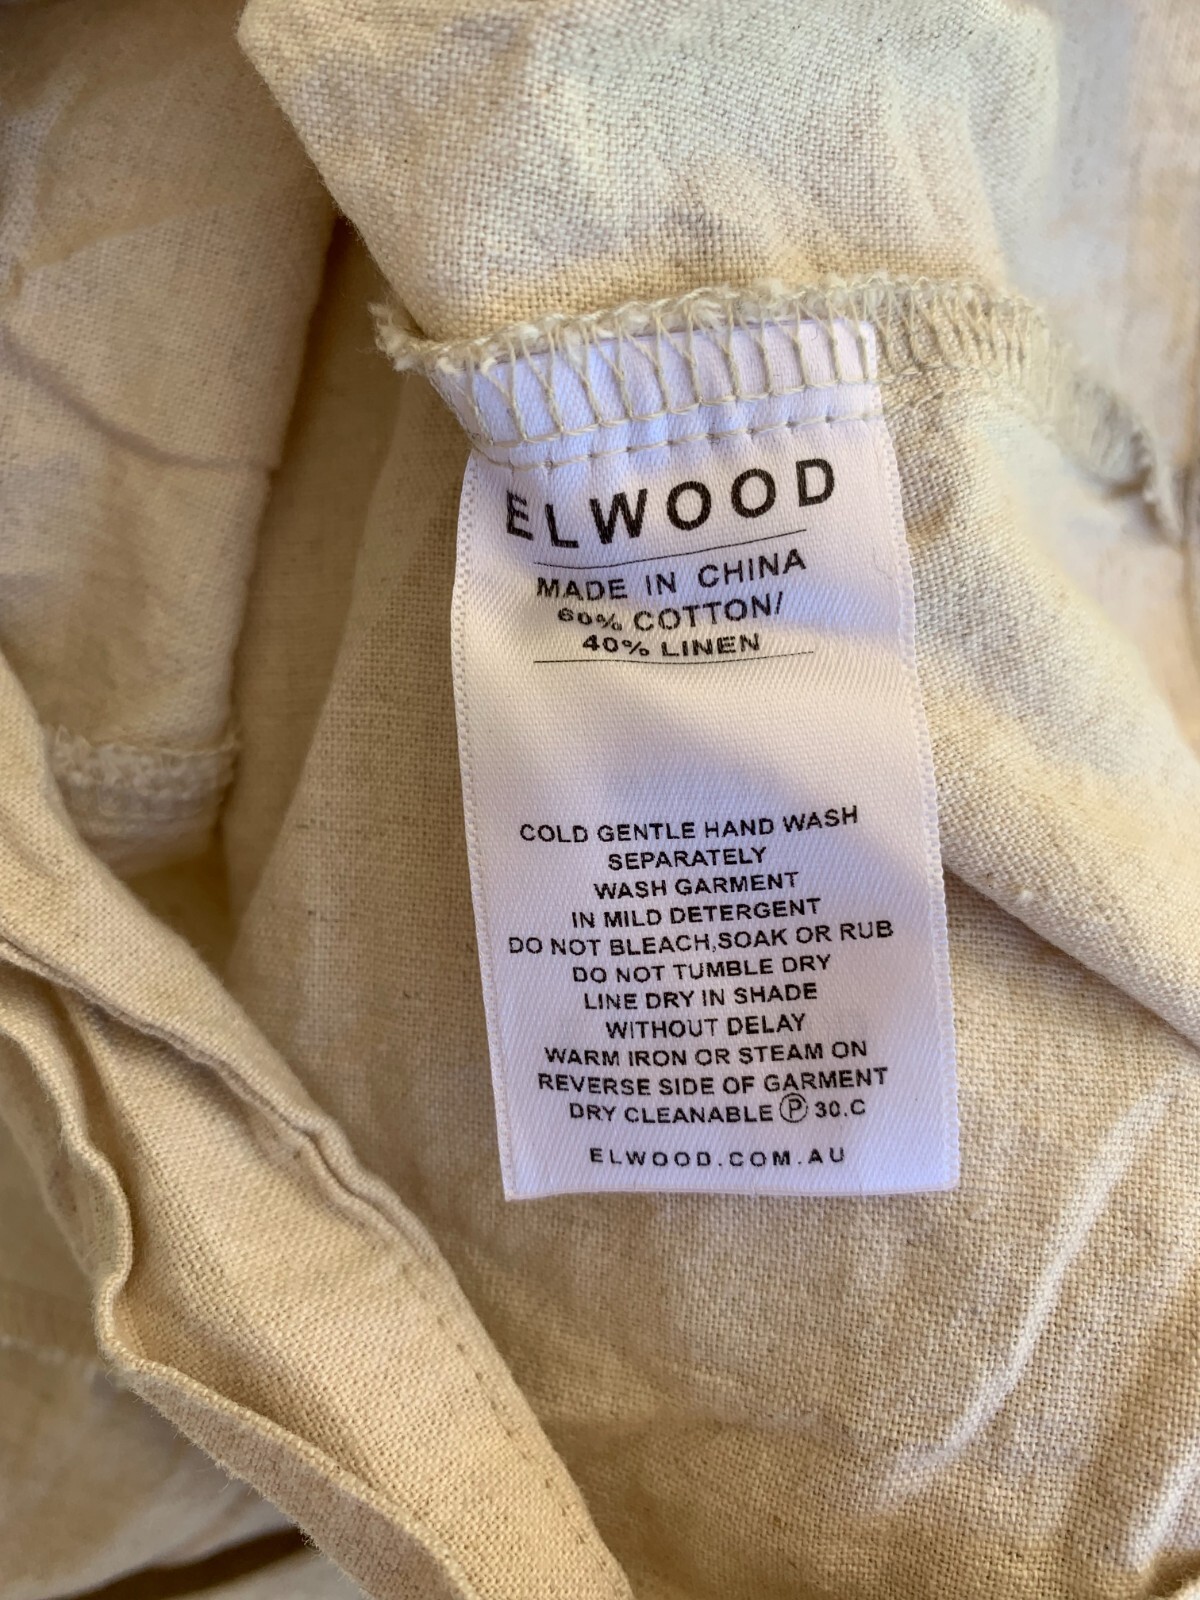 ELWOOD
MADE IN CHINA
60% COTTON/
40% LINEN
COLD GENTLE HAND WASH
SEPARATELY
WASH GARMENT
IN MILD DETERGENT
DO NOT BLEACH,SOAK OR RUB
DO NOT TUMBLE DRY
LINE DRY IN SHADE
WITHOUT DELAY
WARM IRON OR STEAM ON
REVERSE SIDE OF GARMENT
DRY CLEANABLE Ⓟ 30.C
ELWOOD.COM.AU